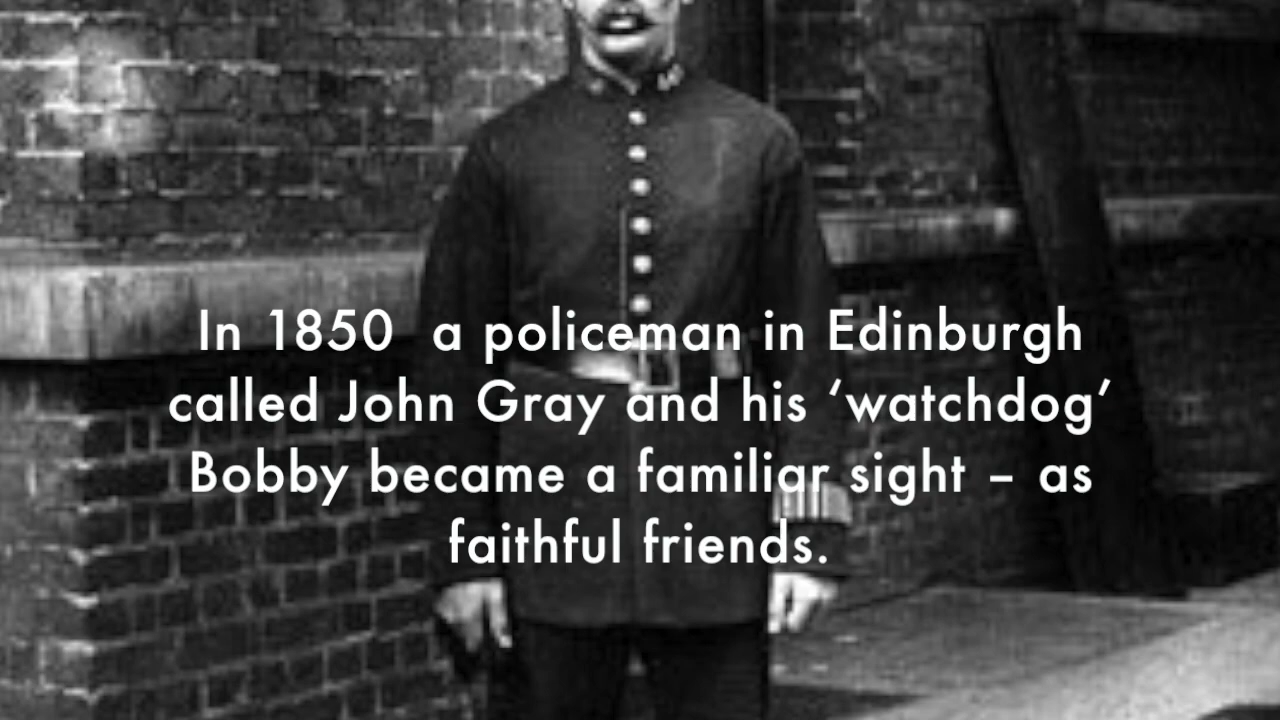 In 1850  a policeman in Edinburgh
called John Gray and his ‘watchdog’
Bobby became a familiar sight – as
faithful friends.